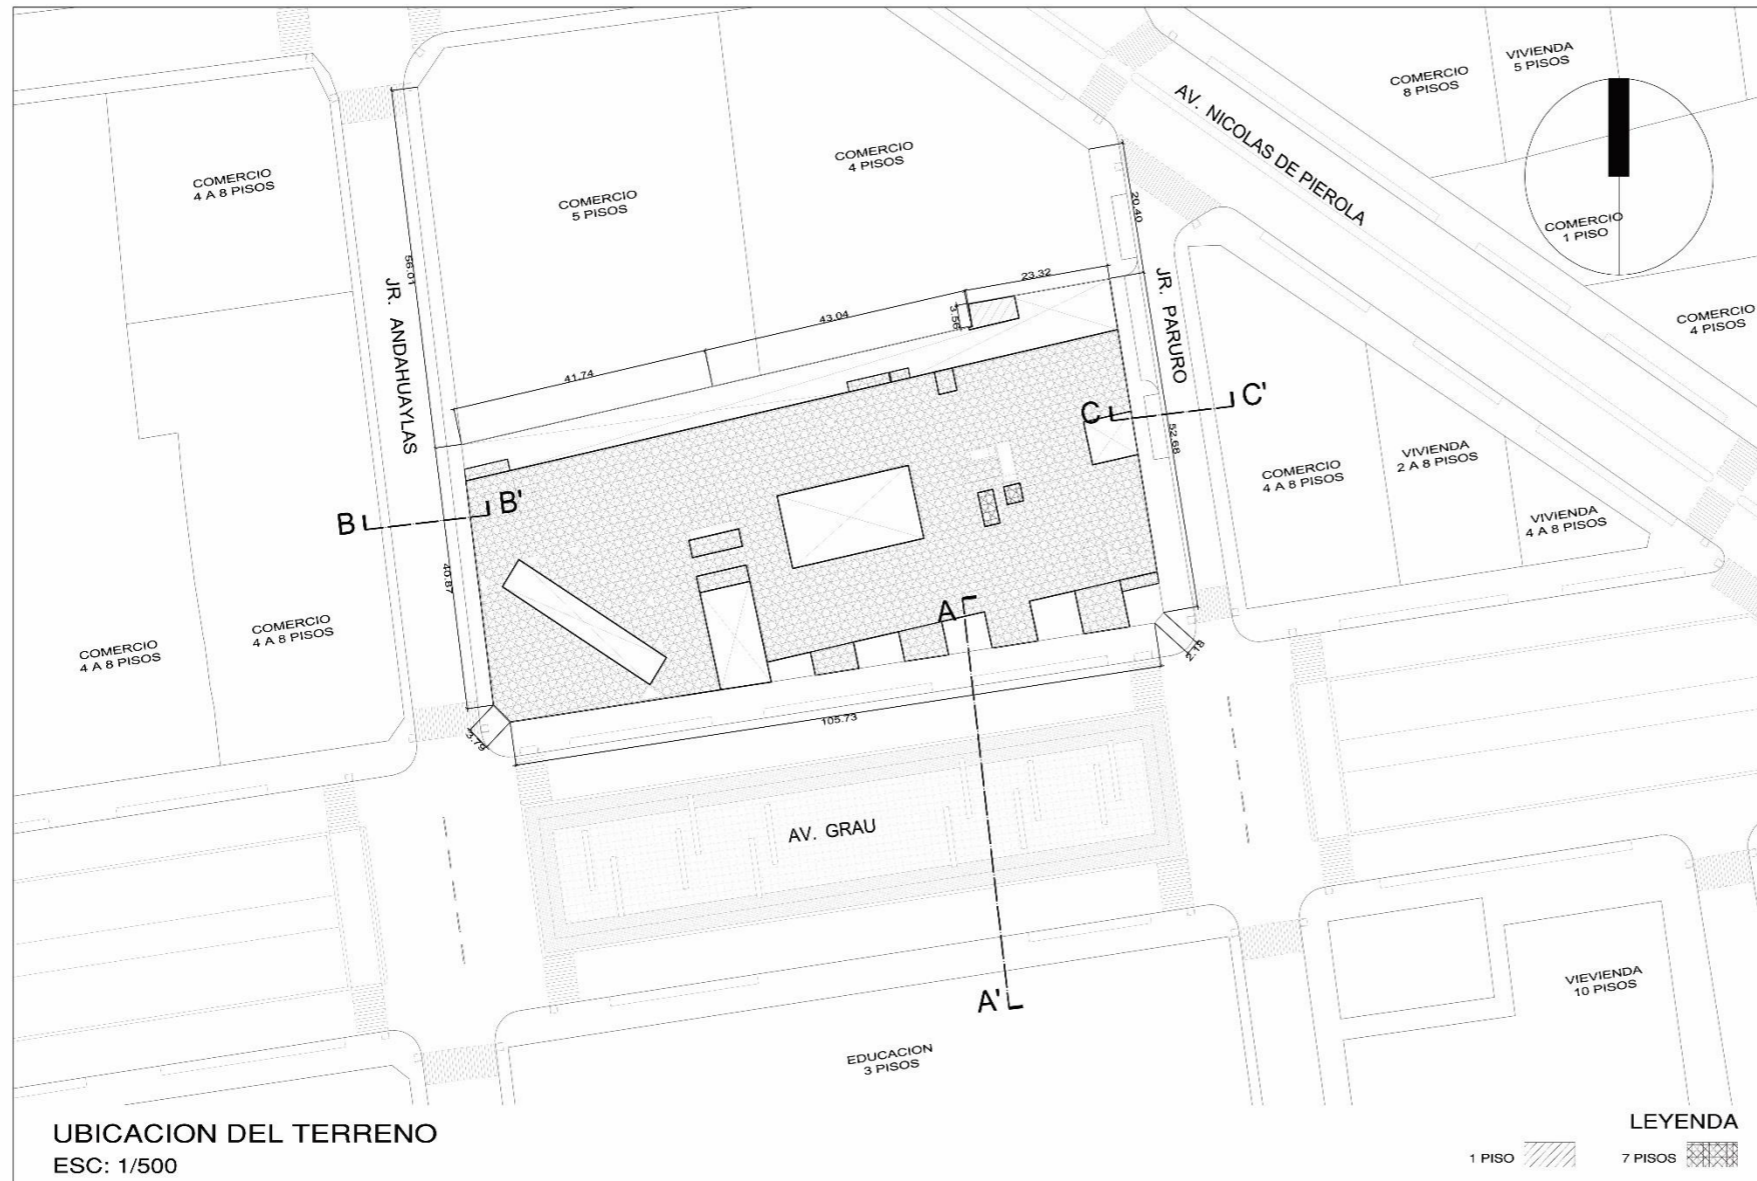 VIVIENDA
5 PISOS
COMERCIO
8 PISOS
AV. NICOLAS DE PIEROLA
COMERCIO
4 PISOS
COMERCIO
4 A 8 PISOS
COMERCIO
5 PISOS
COMERCIO
1 PISO
COMERCIO
4 PISOS
20.40
56.01
JR. ANDAHUAYLAS
JR. PARURO
23.32
43.04
3.56
41.74
C
C'
52.68
COMERCIO
4 A 8 PISOS
VIVIENDA
2 A 8 PISOS
VIVIENDA
4 A 8 PISOS
B
B'
40.87
A
COMERCIO
4 A 8 PISOS
COMERCIO
4 A 8 PISOS
2.18
3.79
105.73
AV. GRAU
A'
VIEVIENDA
10 PISOS
EDUCACION
3 PISOS
UBICACION DEL TERRENO
ESC: 1/500
LEYENDA
1 PISO
7 PISOS